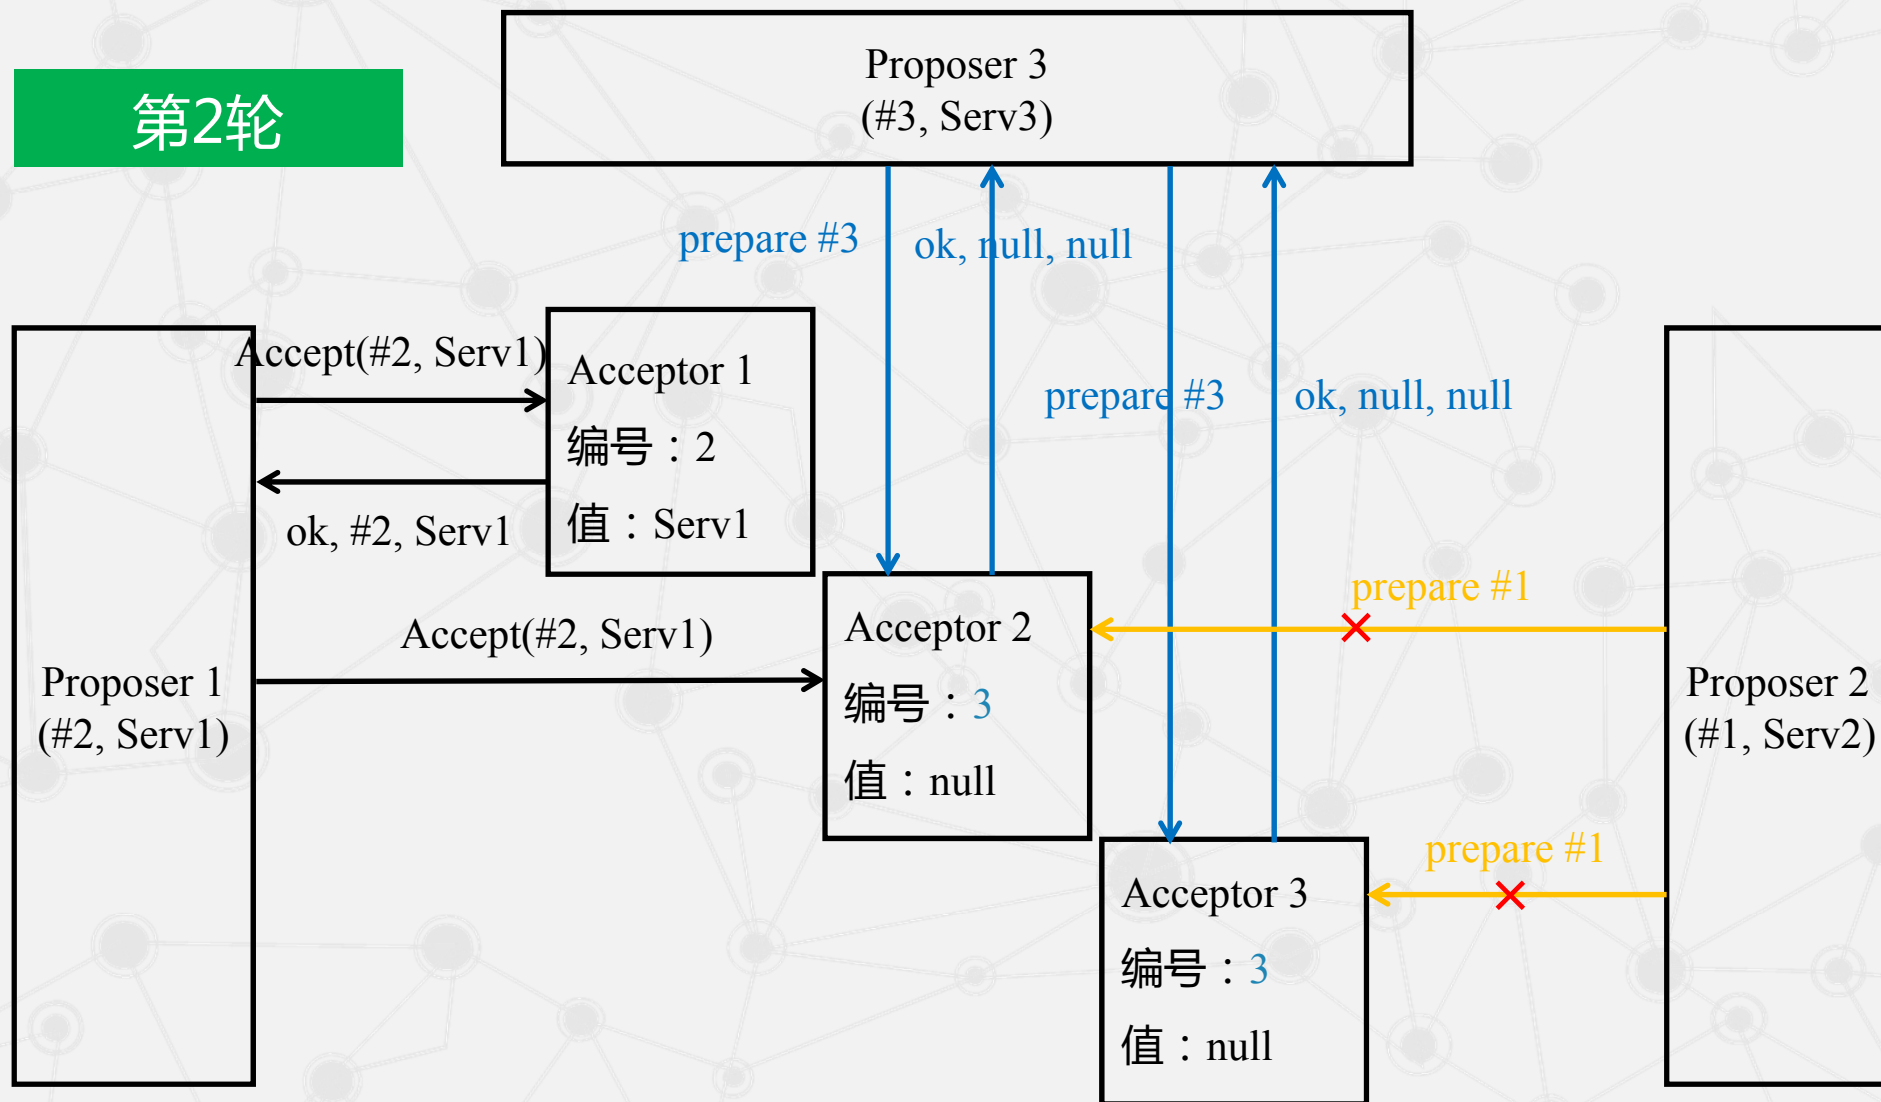 第2轮
Proposer 3
(#3, Serv3)
prepare #3
ok, null, null
Accept(#2, Serv1)
Acceptor 1
编号：2
值：Serv1
ok, #2, Serv1
prepare #3
ok, null, null
Accept(#2, Serv1)
Acceptor 2
编号：3
值：null
prepare #1
Proposer 1
(#2, Serv1)
Proposer 2
(#1, Serv2)
prepare #1
Acceptor 3
编号：3
值：null